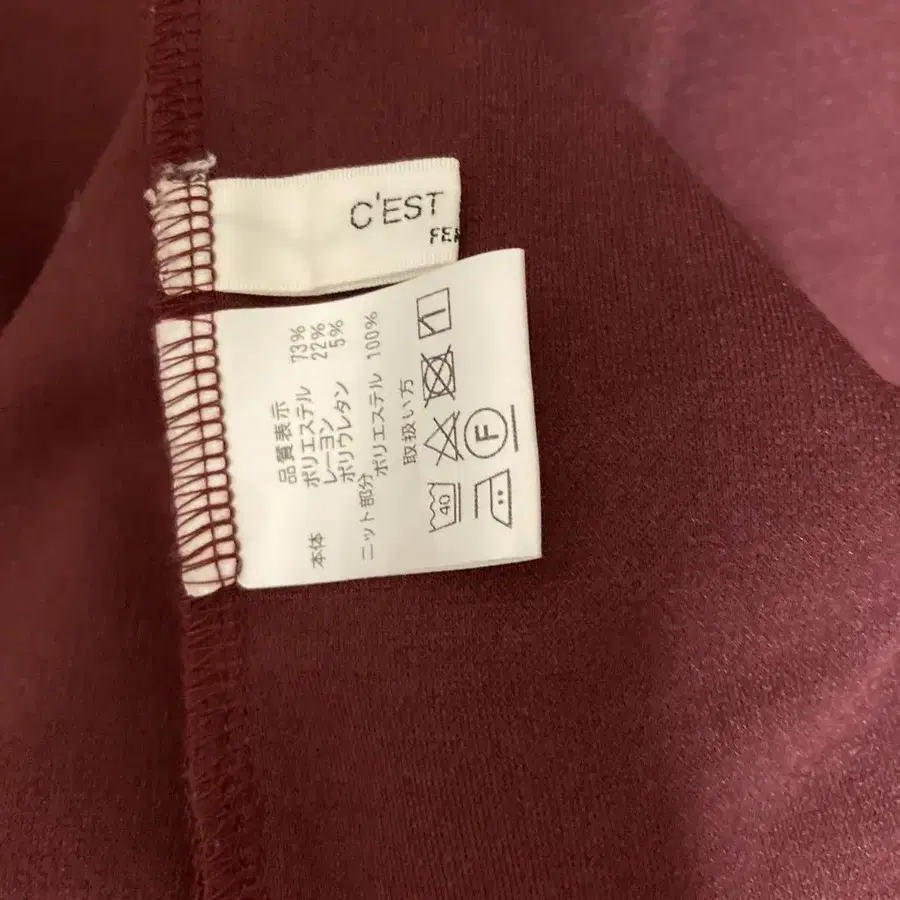 C'EST
品質表示
本体 ポリエステル 73%
レーヨン 22%
ポリウレタン 5%
ニット部分
ポリエステル 100%
取扱い方
40
F